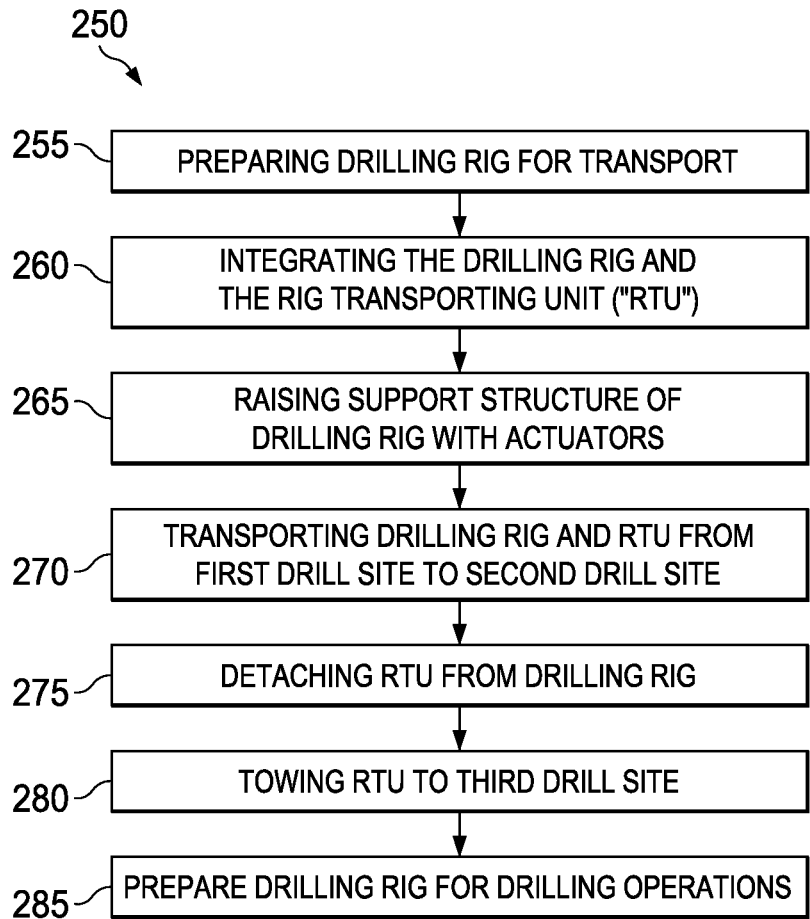 250
255
PREPARING DRILLING RIG FOR TRANSPORT
260
INTEGRATING THE DRILLING RIG AND
THE RIG TRANSPORTING UNIT ("RTU")
265
RAISING SUPPORT STRUCTURE OF
DRILLING RIG WITH ACTUATORS
270
TRANSPORTING DRILLING RIG AND RTU FROM
FIRST DRILL SITE TO SECOND DRILL SITE
275
DETACHING RTU FROM DRILLING RIG
280
TOWING RTU TO THIRD DRILL SITE
285
PREPARE DRILLING RIG FOR DRILLING OPERATIONS